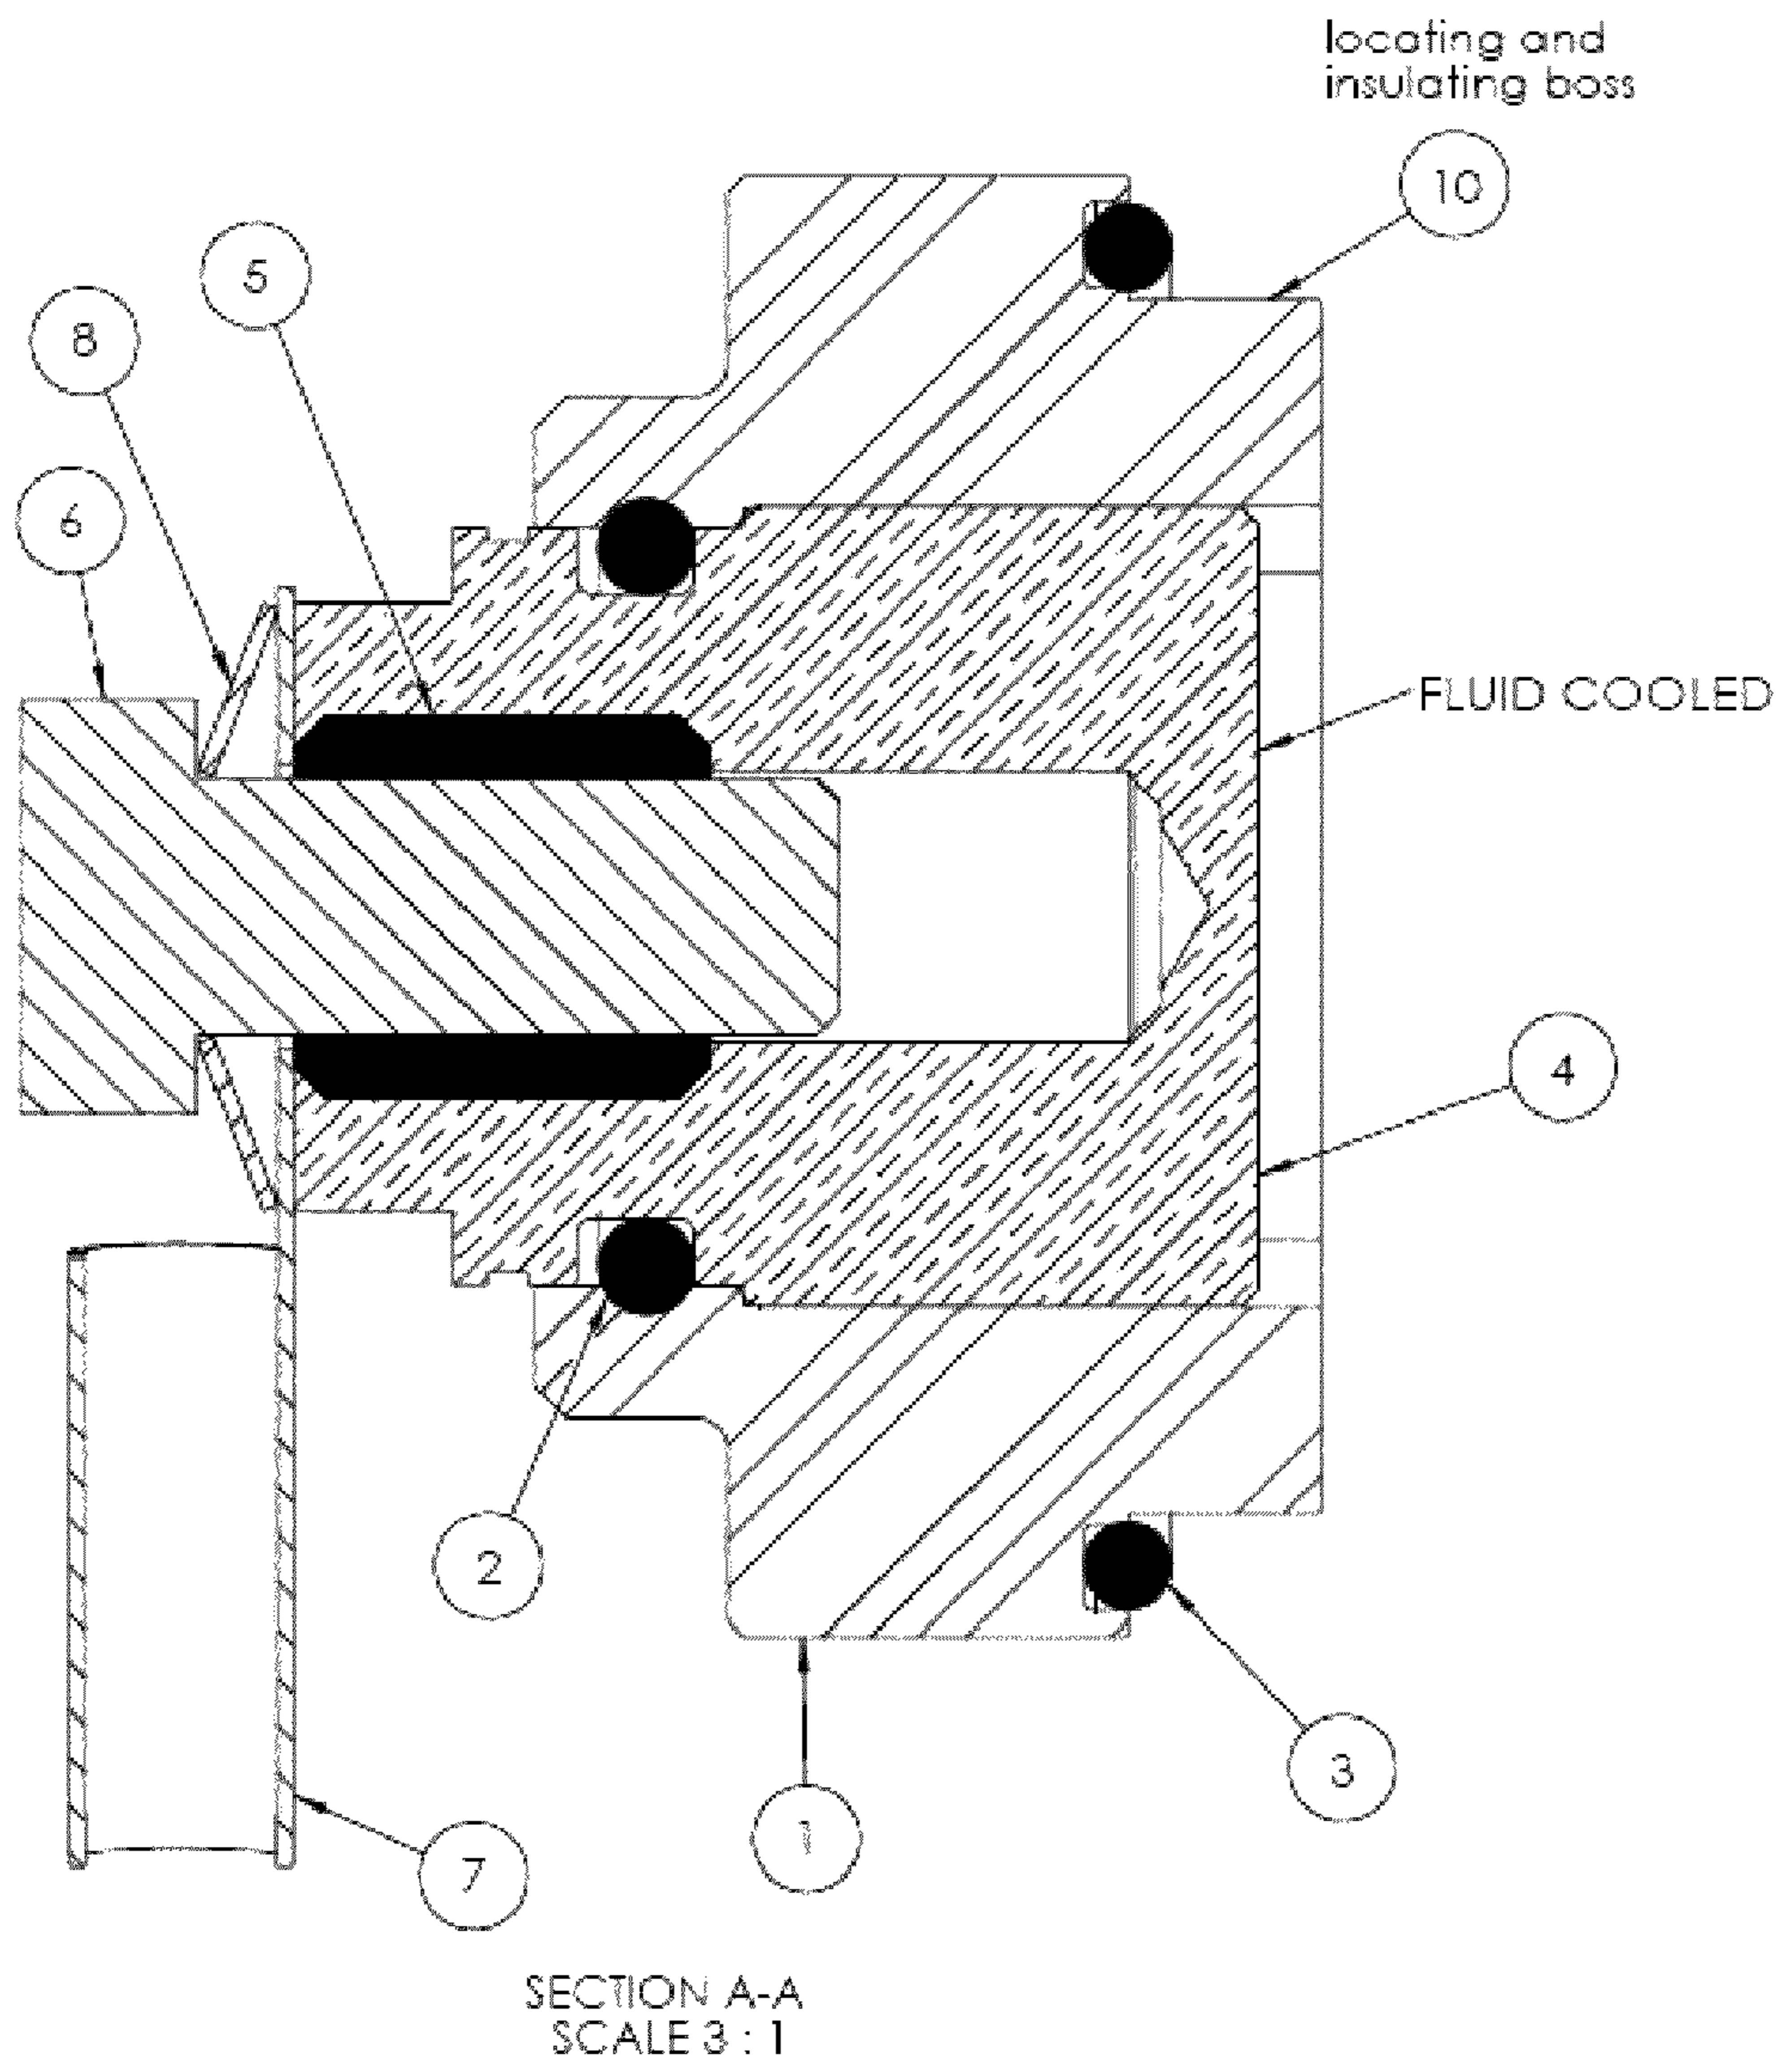 locating and
insulating boss
10
5
8
6
FLUID COOLED
4
2
3
1
7
SECTION A-A
SCALE 3 : 1